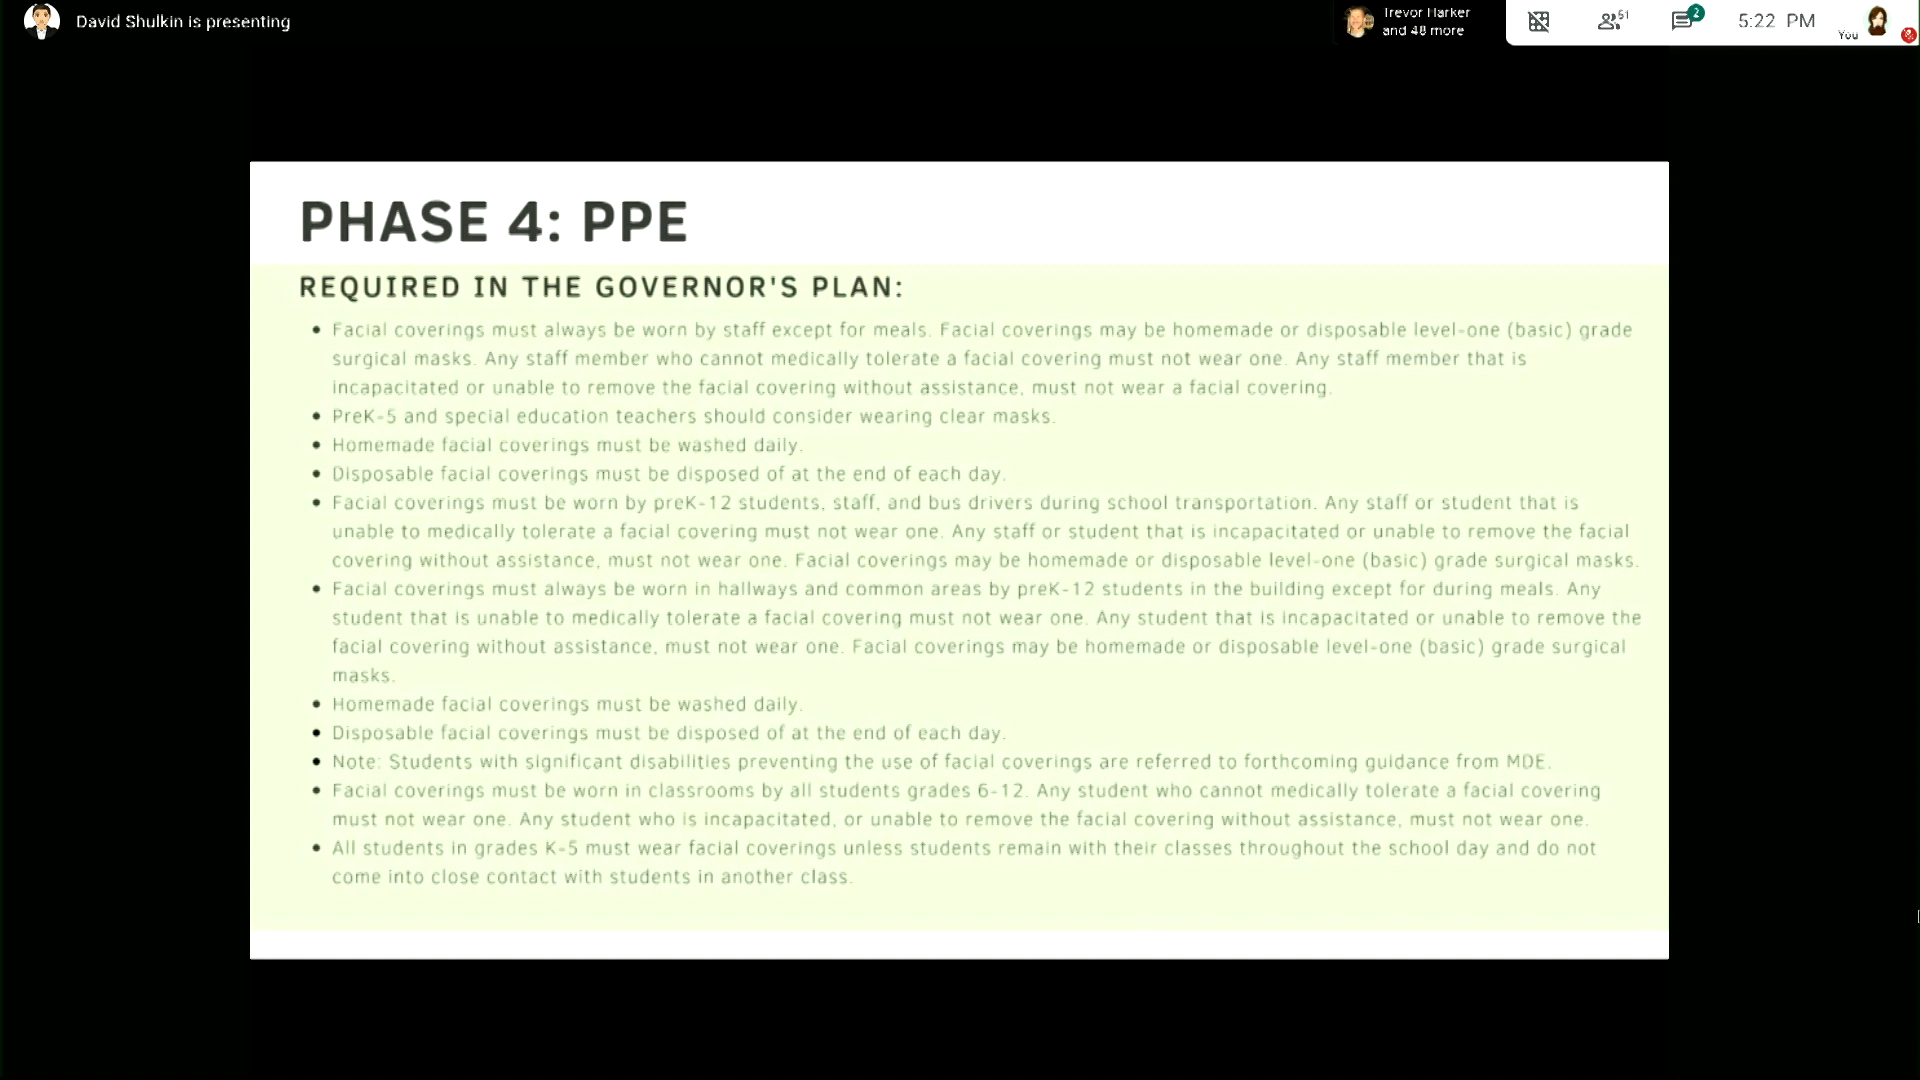 David Shulkin is presenting
Trevor Harker
and 48 more
51
2
5:22 PM
You
PHASE 4: PPE
REQUIRED IN THE GOVERNOR'S PLAN:
• Facial coverings must always be worn by staff except for meals. Facial coverings may be homemade or disposable level-one (basic) grade
surgical masks. Any staff member who cannot medically tolerate a facial covering must not wear one. Any staff member that is
incapacitated or unable to remove the facial covering without assistance, must not wear a facial covering.
• PreK-5 and special education teachers should consider wearing clear masks.
• Homemade facial coverings must be washed daily.
• Disposable facial coverings must be disposed of at the end of each day.
• Facial coverings must be worn by preK-12 students, staff, and bus drivers during school transportation. Any staff or student that is
unable to medically tolerate a facial covering must not wear one. Any staff or student that is incapacitated or unable to remove the facial
covering without assistance, must not wear one. Facial coverings may be homemade or disposable level-one (basic) grade surgical masks.
• Facial coverings must always be worn in hallways and common areas by preK-12 students in the building except for during meals. Any
student that is unable to medically tolerate a facial covering must not wear one. Any student that is incapacitated or unable to remove the
facial covering without assistance, must not wear one. Facial coverings may be homemade or disposable level-one (basic) grade surgical
masks.
• Homemade facial coverings must be washed daily.
• Disposable facial coverings must be disposed of at the end of each day.
• Note: Students with significant disabilities preventing the use of facial coverings are referred to forthcoming guidance from MDE.
• Facial coverings must be worn in classrooms by all students grades 6-12. Any student who cannot medically tolerate a facial covering
must not wear one. Any student who is incapacitated, or unable to remove the facial covering without assistance, must not wear one.
• All students in grades K-5 must wear facial coverings unless students remain with their classes throughout the school day and do not
come into close contact with students in another class.